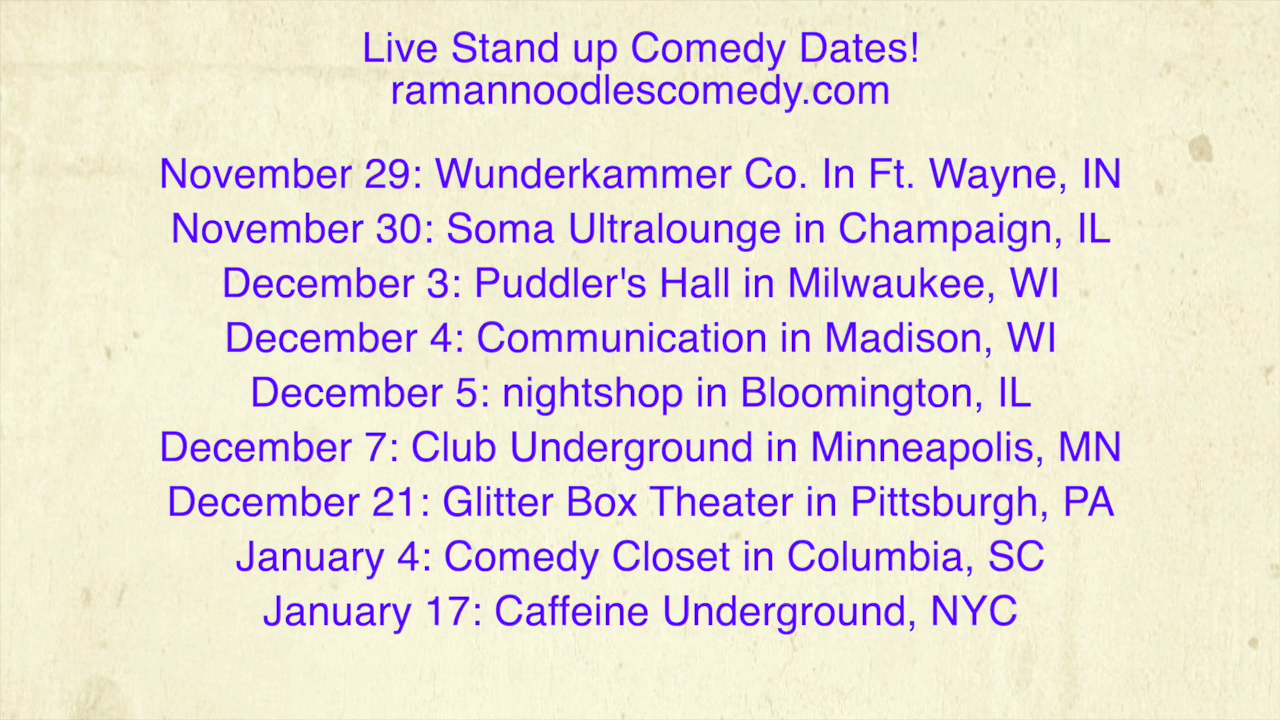 Live Stand up Comedy Dates!
ramannoodlescomedy.com
November 29: Wunderkammer Co. In Ft. Wayne, IN
November 30: Soma Ultralounge in Champaign, IL
December 3: Puddler's Hall in Milwaukee, WI
December 4: Communication in Madison, WI
December 5: nightshop in Bloomington, IL
December 7: Club Underground in Minneapolis, MN
December 21: Glitter Box Theater in Pittsburgh, PA
January 4: Comedy Closet in Columbia, SC
January 17: Caffeine Underground, NYC